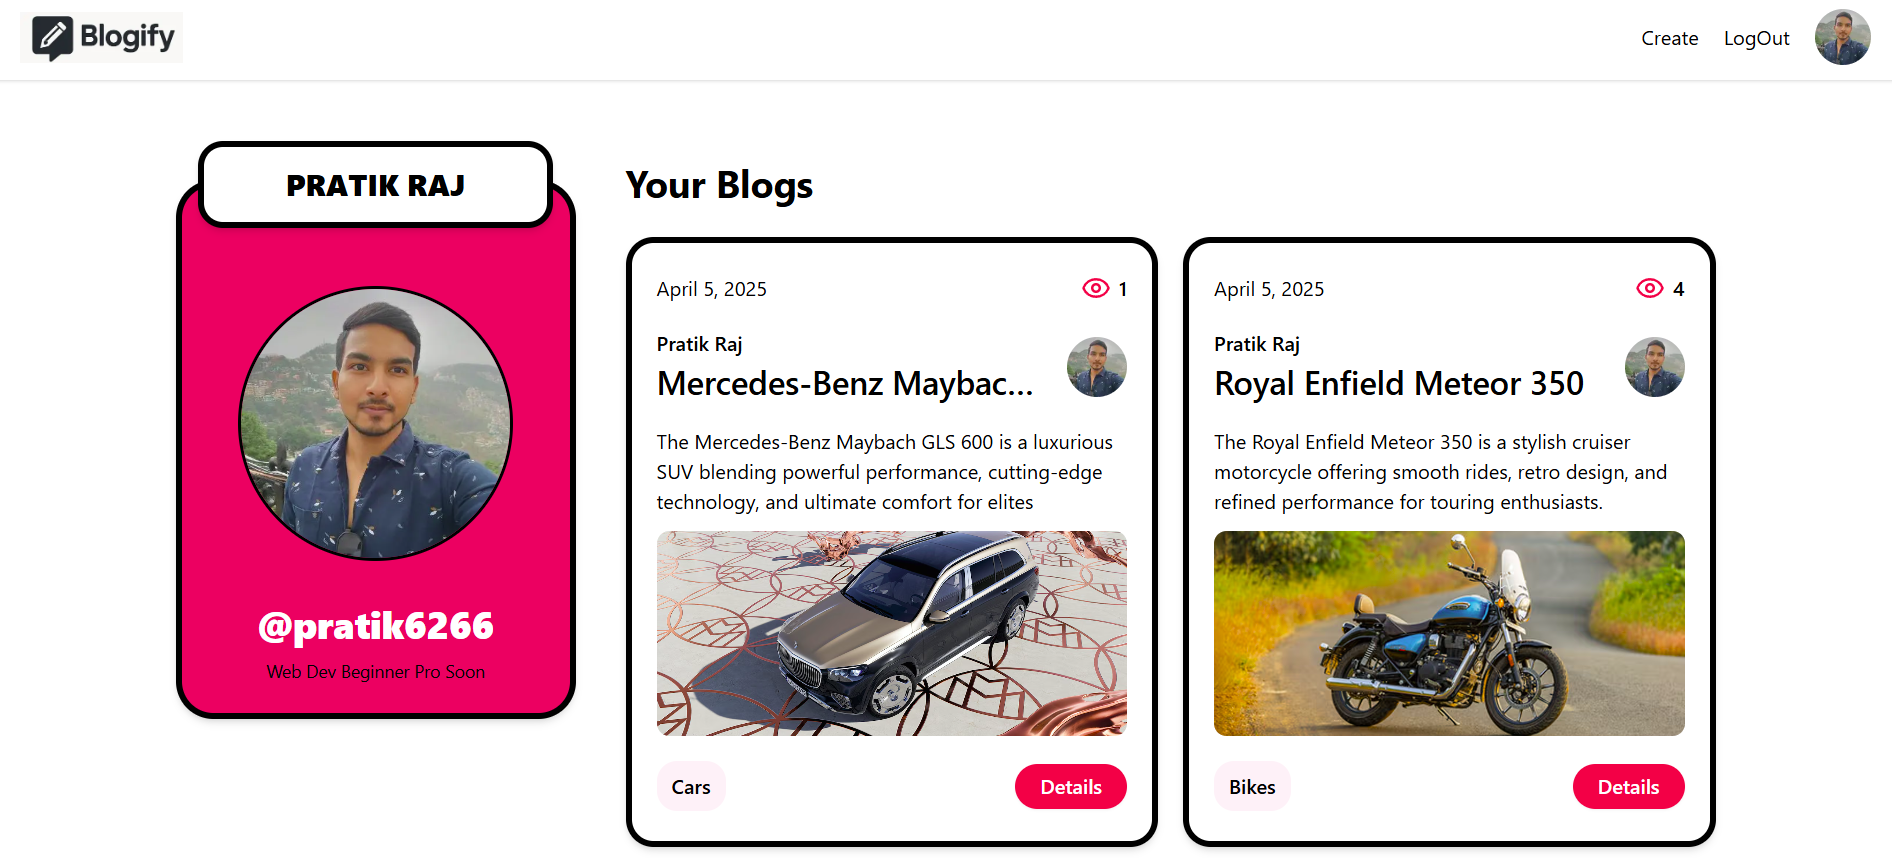 Blogify
Create
LogOut
PRATIK RAJ
@pratik6266
Web Dev Beginner Pro Soon
Your Blogs
April 5, 2025
1
Pratik Raj
Mercedes-Benz Maybac...
The Mercedes-Benz Maybach GLS 600 is a luxurious
SUV blending powerful performance, cutting-edge
technology, and ultimate comfort for elites
Cars
Details
April 5, 2025
4
Pratik Raj
Royal Enfield Meteor 350
The Royal Enfield Meteor 350 is a stylish cruiser
motorcycle offering smooth rides, retro design, and
refined performance for touring enthusiasts.
Bikes
Details